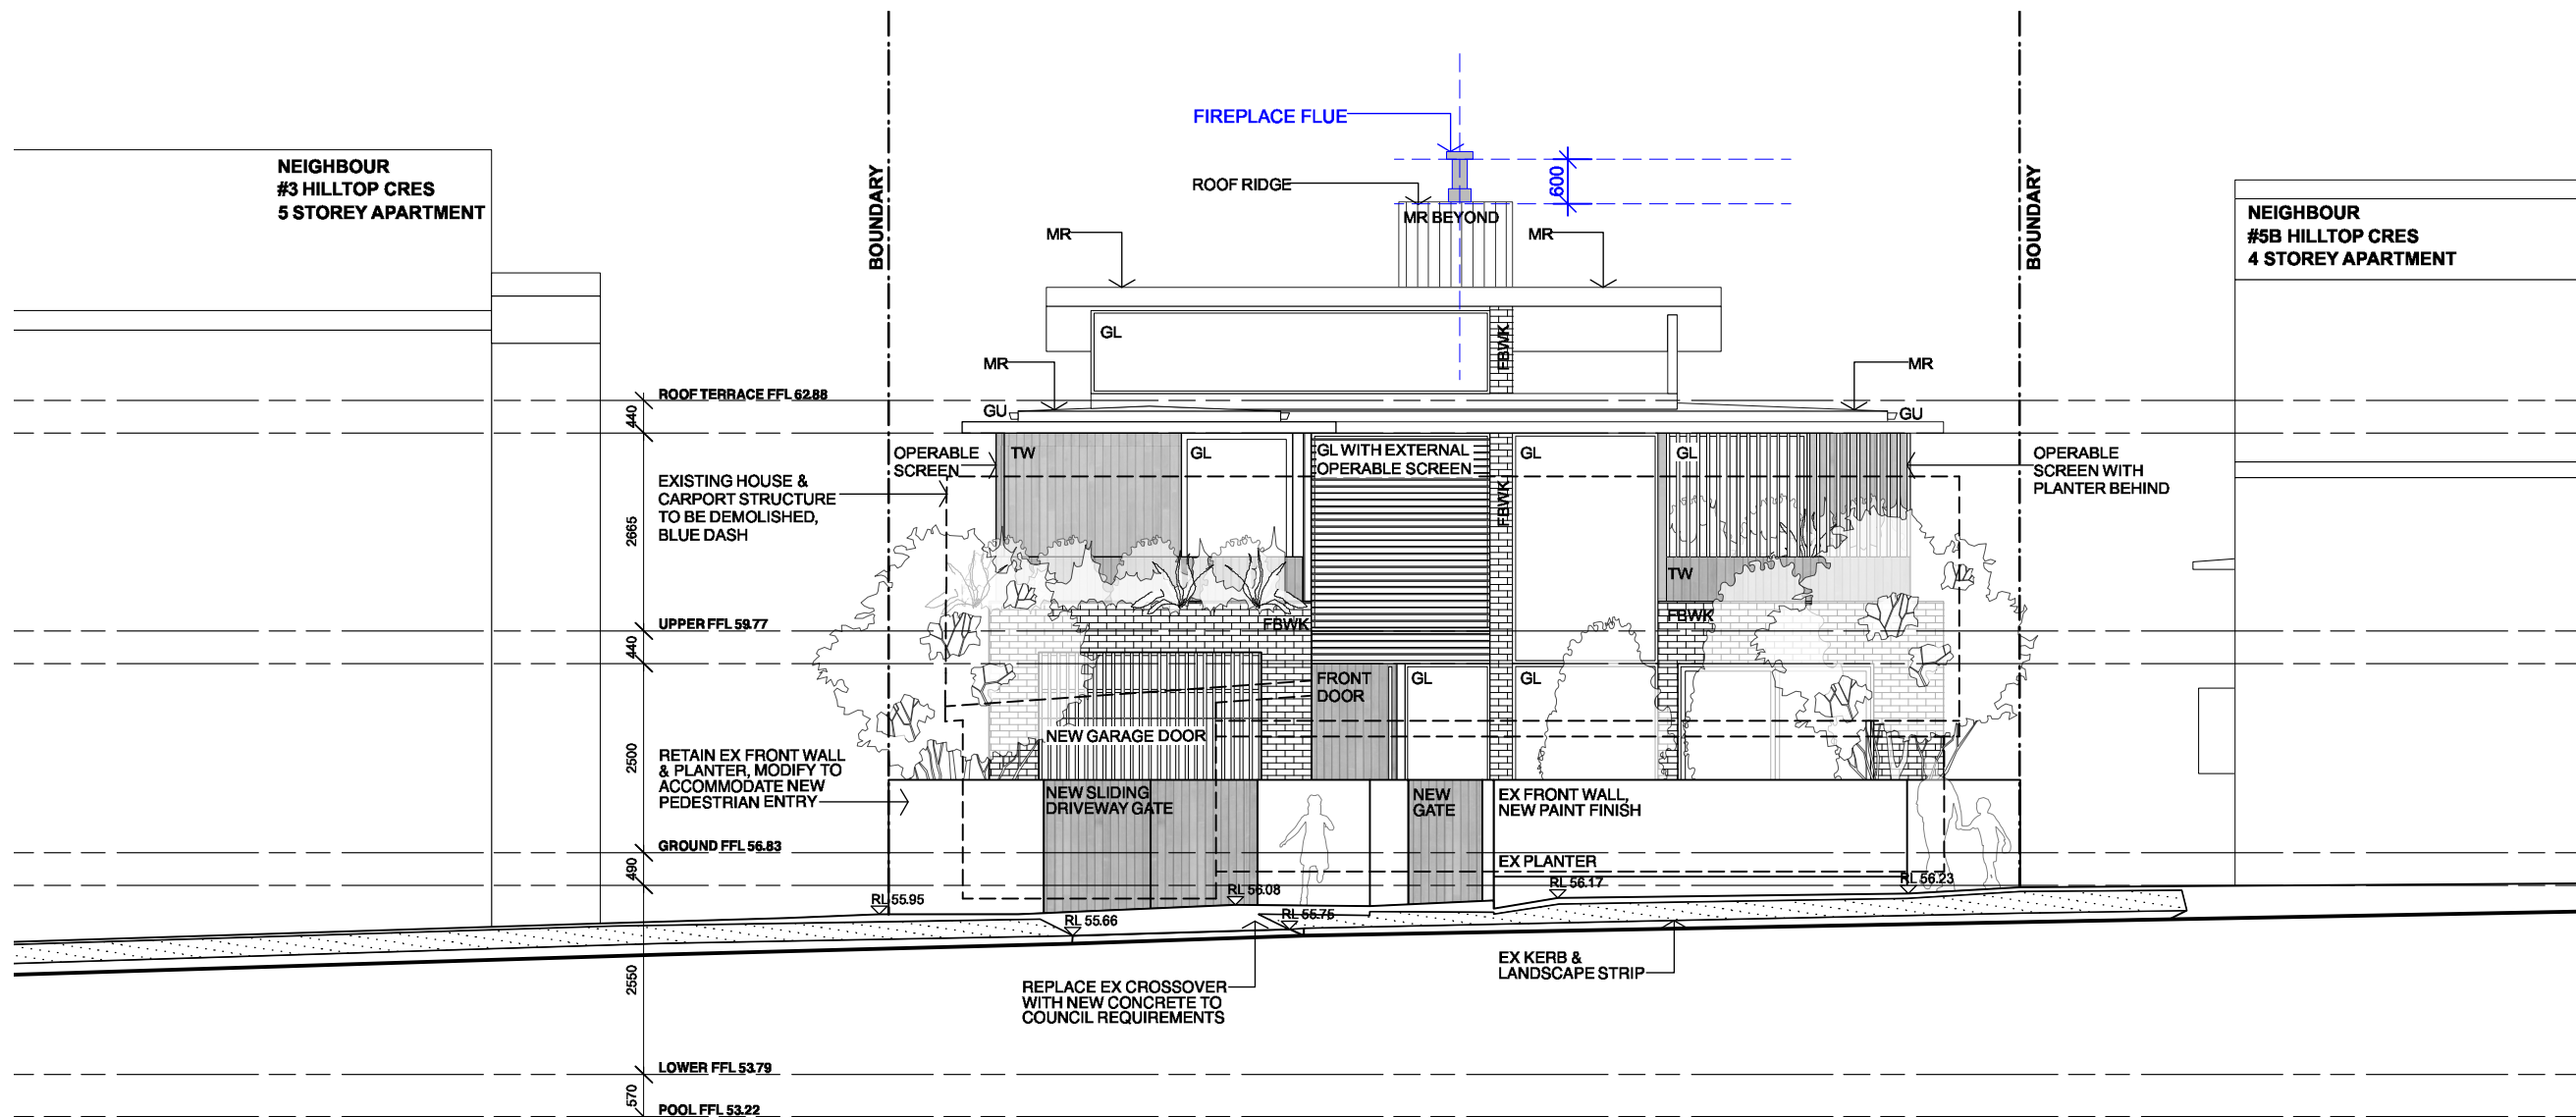 FIREPLACE FLUE
NEIGHBOUR
#3 HILLTOP CRES
5 STOREY APARTMENT
BOUNDARY
ROOF RIDGE
600
BOUNDARY
NEIGHBOUR
#5B HILLTOP CRES
4 STOREY APARTMENT
MR BEYOND
MR
MR
GL
FBWK
MR
MR
ROOF TERRACE FFL 62.88
440
GU
GU
OPERABLE
SCREEN
TW
GL
GL WITH EXTERNAL
OPERABLE SCREEN
GL
GL
OPERABLE
SCREEN WITH
PLANTER BEHIND
EXISTING HOUSE &
CARPORT STRUCTURE
TO BE DEMOLISHED,
BLUE DASH
FBWK
2665
TW
UPPER FFL 59.77
FBWK
FBWK
440
FRONT
DOOR
GL
GL
NEW GARAGE DOOR
2500
RETAIN EX FRONT WALL
& PLANTER, MODIFY TO
ACCOMMODATE NEW
PEDESTRIAN ENTRY
NEW SLIDING
DRIVEWAY GATE
NEW
GATE
EX FRONT WALL,
NEW PAINT FINISH
GROUND FFL 56.83
490
EX PLANTER
RL 55.95
RL 56.08
RL 56.17
RL 56.23
RL 55.66
RL 55.75
2550
EX KERB &
LANDSCAPE STRIP
REPLACE EX CROSSOVER
WITH NEW CONCRETE TO
COUNCIL REQUIREMENTS
LOWER FFL 53.79
570
POOL FFL 53.22